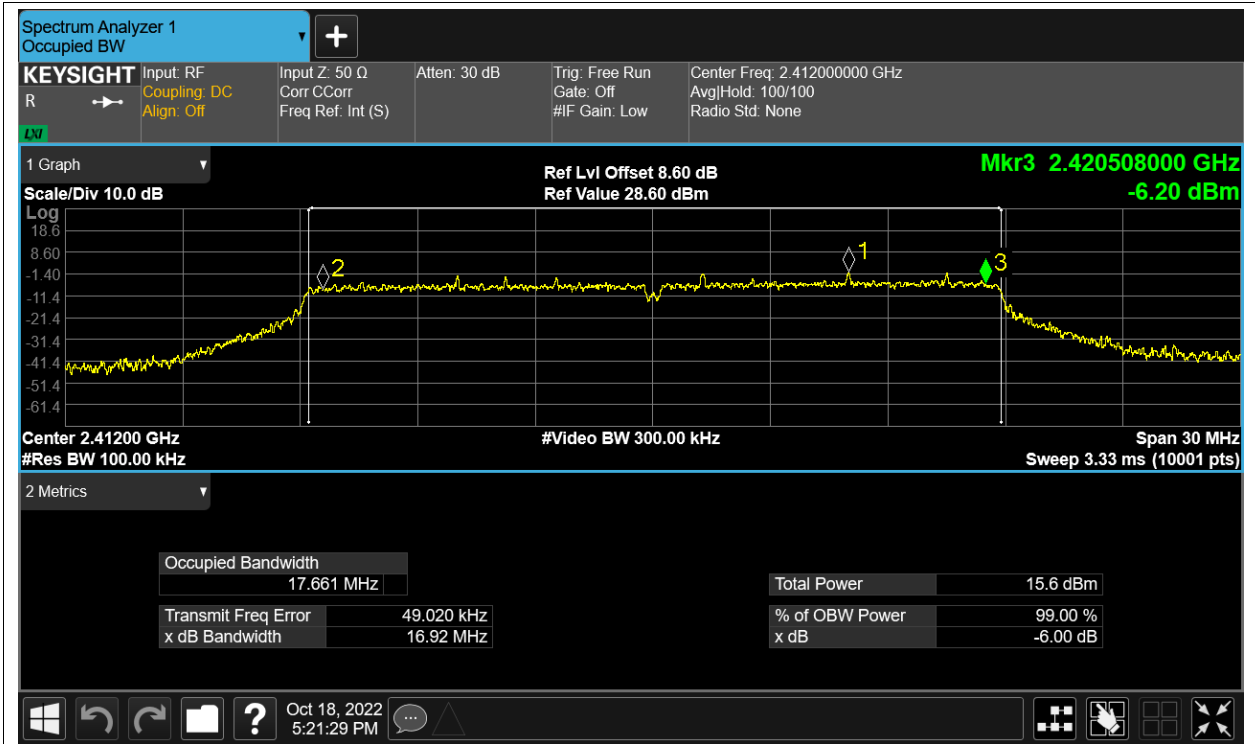 Spectrum Analyzer 1
Occupied BW
KEYSIGHT
R
LXI
Input: RF
Coupling: DC
Align: Off
Input Z: 50 Ω
Corr CCorr
Freq Ref: Int (S)
Atten: 30 dB
Trig: Free Run
Gate: Off
#IF Gain: Low
Center Freq: 2.412000000 GHz
Avg|Hold: 100/100
Radio Std: None
1 Graph
Scale/Div 10.0 dB
Ref Lvl Offset 8.60 dB
Ref Value 28.60 dBm
Mkr3 2.420508000 GHz
-6.20 dBm
Log
18.6
8.60
-1.40
-11.4
-21.4
-31.4
-41.4
-51.4
-61.4
2
1
3
Center 2.41200 GHz
#Video BW 300.00 kHz
Span 30 MHz
#Res BW 100.00 kHz
Sweep 3.33 ms (10001 pts)
2 Metrics
Occupied Bandwidth
17.661 MHz
Transmit Freq Error 49.020 kHz
x dB Bandwidth 16.92 MHz
Total Power 15.6 dBm
% of OBW Power 99.00 %
x dB -6.00 dB
?
Oct 18, 2022
5:21:29 PM